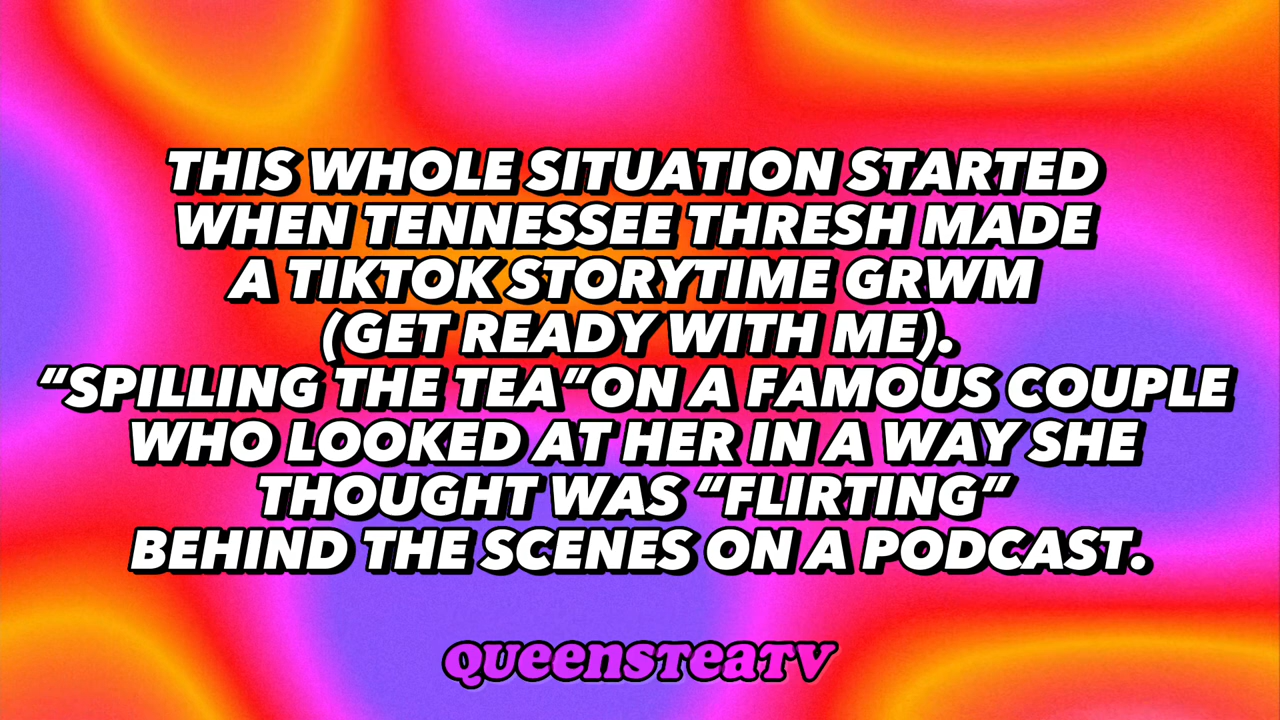 THIS WHOLE SITUATION STARTED
WHEN TENNESSEE THRESH MADE
A TIKTOK STORYTIME GRWM
(GET READY WITH ME).
“SPILLING THE TEA“ON A FAMOUS COUPLE
WHO LOOKED AT HER IN A WAY SHE
THOUGHT WAS “FLIRTING”
BEHIND THE SCENES ON A PODCAST.
QUEENSTEATV